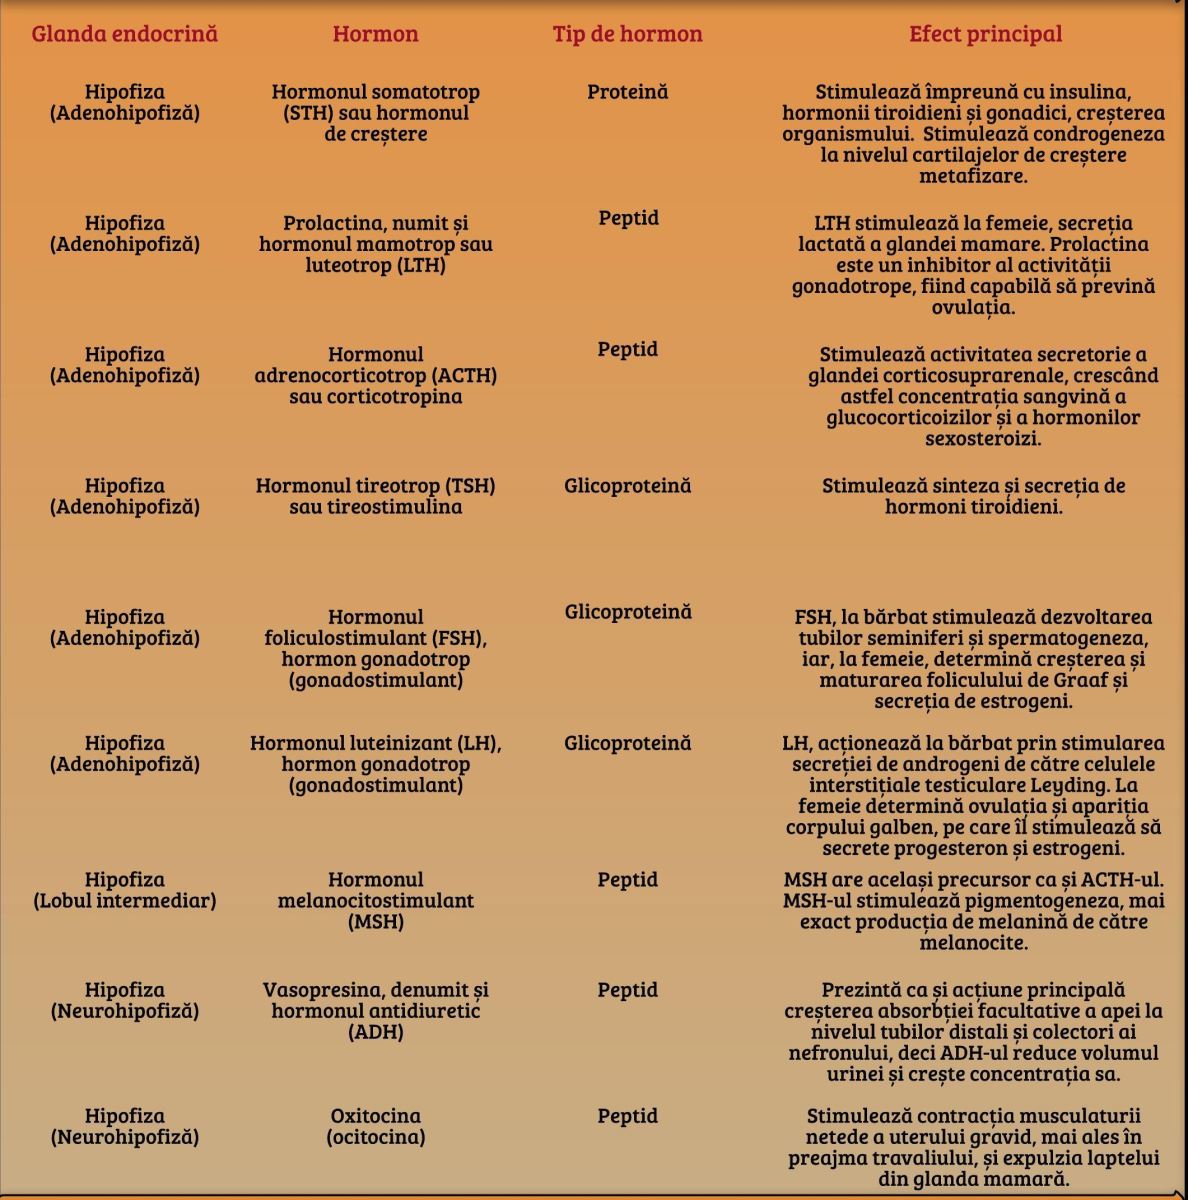 Glanda endocrină
Hormon
Tip de hormon
Efect principal
Hipofiza
(Adenohipofiză)
Hormonul somatotrop
(STH) sau hormonul
de creștere
Proteină
Stimulează împreună cu insulina,
hormonii tiroidieni și gonadici, creșterea
organismului. Stimulează condrogeneza
la nivelul cartilajelor de creștere
metafizare.
Hipofiza
(Adenohipofiză)
Prolactina, numit și
hormonul mamotrop sau
luteotrop (LTH)
Peptid
LTH stimulează la femeie, secreția
lactată a glandei mamare. Prolactina
este un inhibitor al activității
gonadotrope, fiind capabilă să prevină
ovulația.
Hipofiza
(Adenohipofiză)
Hormonul
adrenocorticotrop (ACTH)
sau corticotropina
Peptid
Stimulează activitatea secretorie a
glandei corticosuprarenale, crescând
astfel concentrația sangvină a
glucocorticoizilor și a hormonilor
sexosteroizi.
Hipofiza
(Adenohipofiză)
Hormonul tireotrop (TSH)
sau tireostimulina
Glicoproteină
Stimulează sinteza și secreția de
hormoni tiroidieni.
Hipofiza
(Adenohipofiză)
Hormonul
foliculostimulant (FSH),
hormon gonadotrop
(gonadostimulant)
Glicoproteină
FSH, la bărbat stimulează dezvoltarea
tubilor seminiferi și spermatogeneza,
iar, la femeie, determină creșterea și
maturarea foliculului de Graaf și
secreția de estrogeni.
Hipofiza
(Adenohipofiză)
Hormonul luteinizant (LH),
hormon gonadotrop
(gonadostimulant)
Glicoproteină
LH, acționează la bărbat prin stimularea
secreției de androgeni de către celulele
interstițiale testiculare Leyding. La
femeie determină ovulația și apariția
corpului galben, pe care îl stimulează să
secrete progesteron și estrogeni.
Hipofiza
(Lobul intermediar)
Hormonul
melanocitostimulant
(MSH)
Peptid
MSH are același precursor ca și ACTH-ul.
MSH-ul stimulează pigmentogeneza, mai
exact producția de melanină de către
melanocite.
Hipofiza
(Neurohipofiză)
Vasopresina, denumit și
hormonul antidiuretic
(ADH)
Peptid
Prezintă ca și acțiune principală
creșterea absorbției facultative a apei la
nivelul tubilor distali și colectori ai
nefronului, deci ADH-ul reduce volumul
urinei și crește concentrația sa.
Hipofiza
(Neurohipofiză)
Oxitocina
(ocitocina)
Peptid
Stimulează contracția musculaturii
netede a uterului gravid, mai ales în
preajma travaliului, și expulzia laptelui
din glanda mamară.